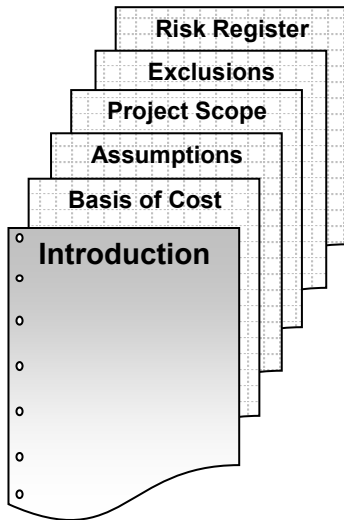 Risk Register
Exclusions
Project Scope
Assumptions
Basis of Cost
Introduction